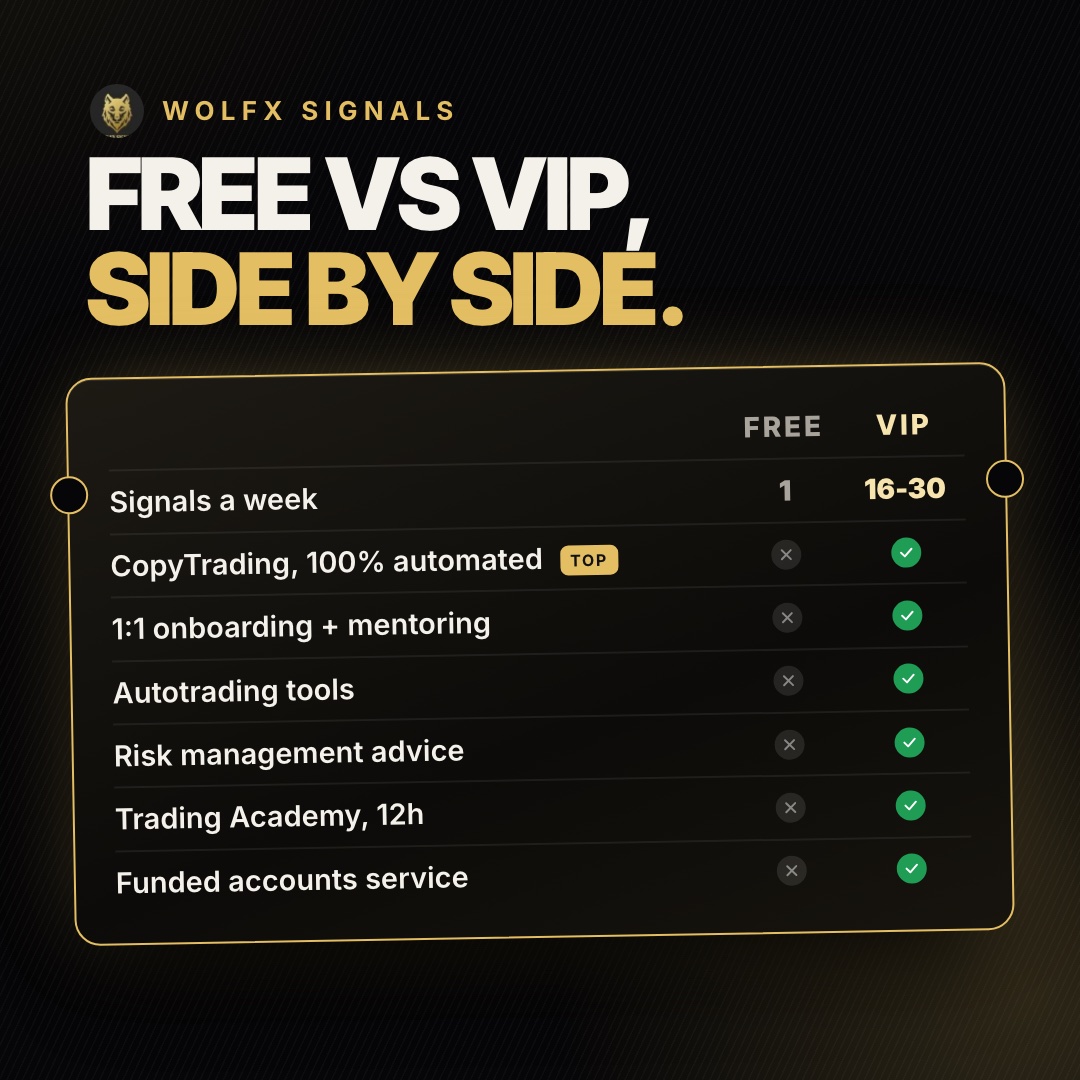 WOLFX SIGNALS
FREE VS VIP,
SIDE BY SIDE.
FREE VIP
Signals a week 1 16-30
CopyTrading, 100% automated TOP
1:1 onboarding + mentoring
Autotrading tools
Risk management advice
Trading Academy, 12h
Funded accounts service